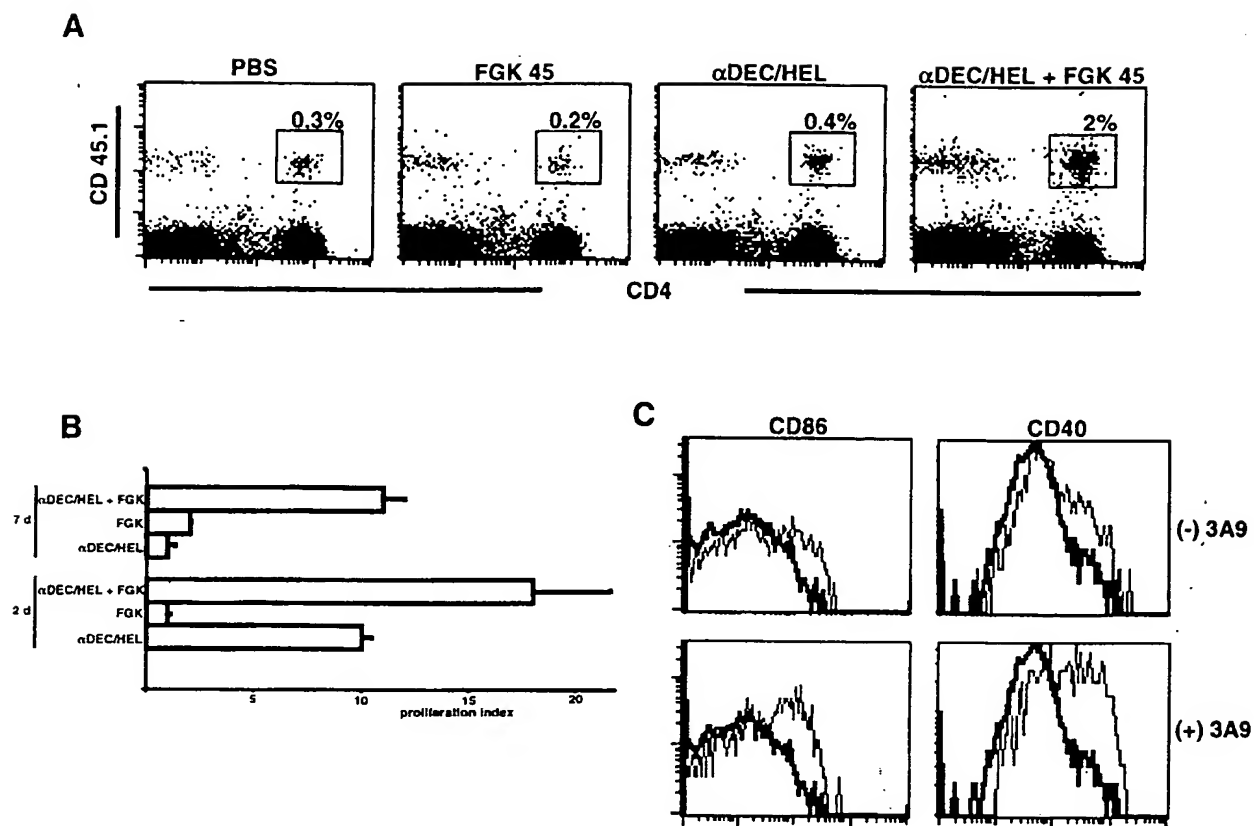 A
PBS
FGK 45
αDEC/HEL
αDEC/HEL + FGK 45
CD 45.1
0.3%
0.2%
0.4%
2%
CD4
B
7 d
αDEC/HEL + FGK
FGK
αDEC/HEL
2 d
αDEC/HEL + FGK
FGK
αDEC/HEL
5
10
15
20
proliferation index
C
CD86
CD40
(-) 3A9
(+) 3A9